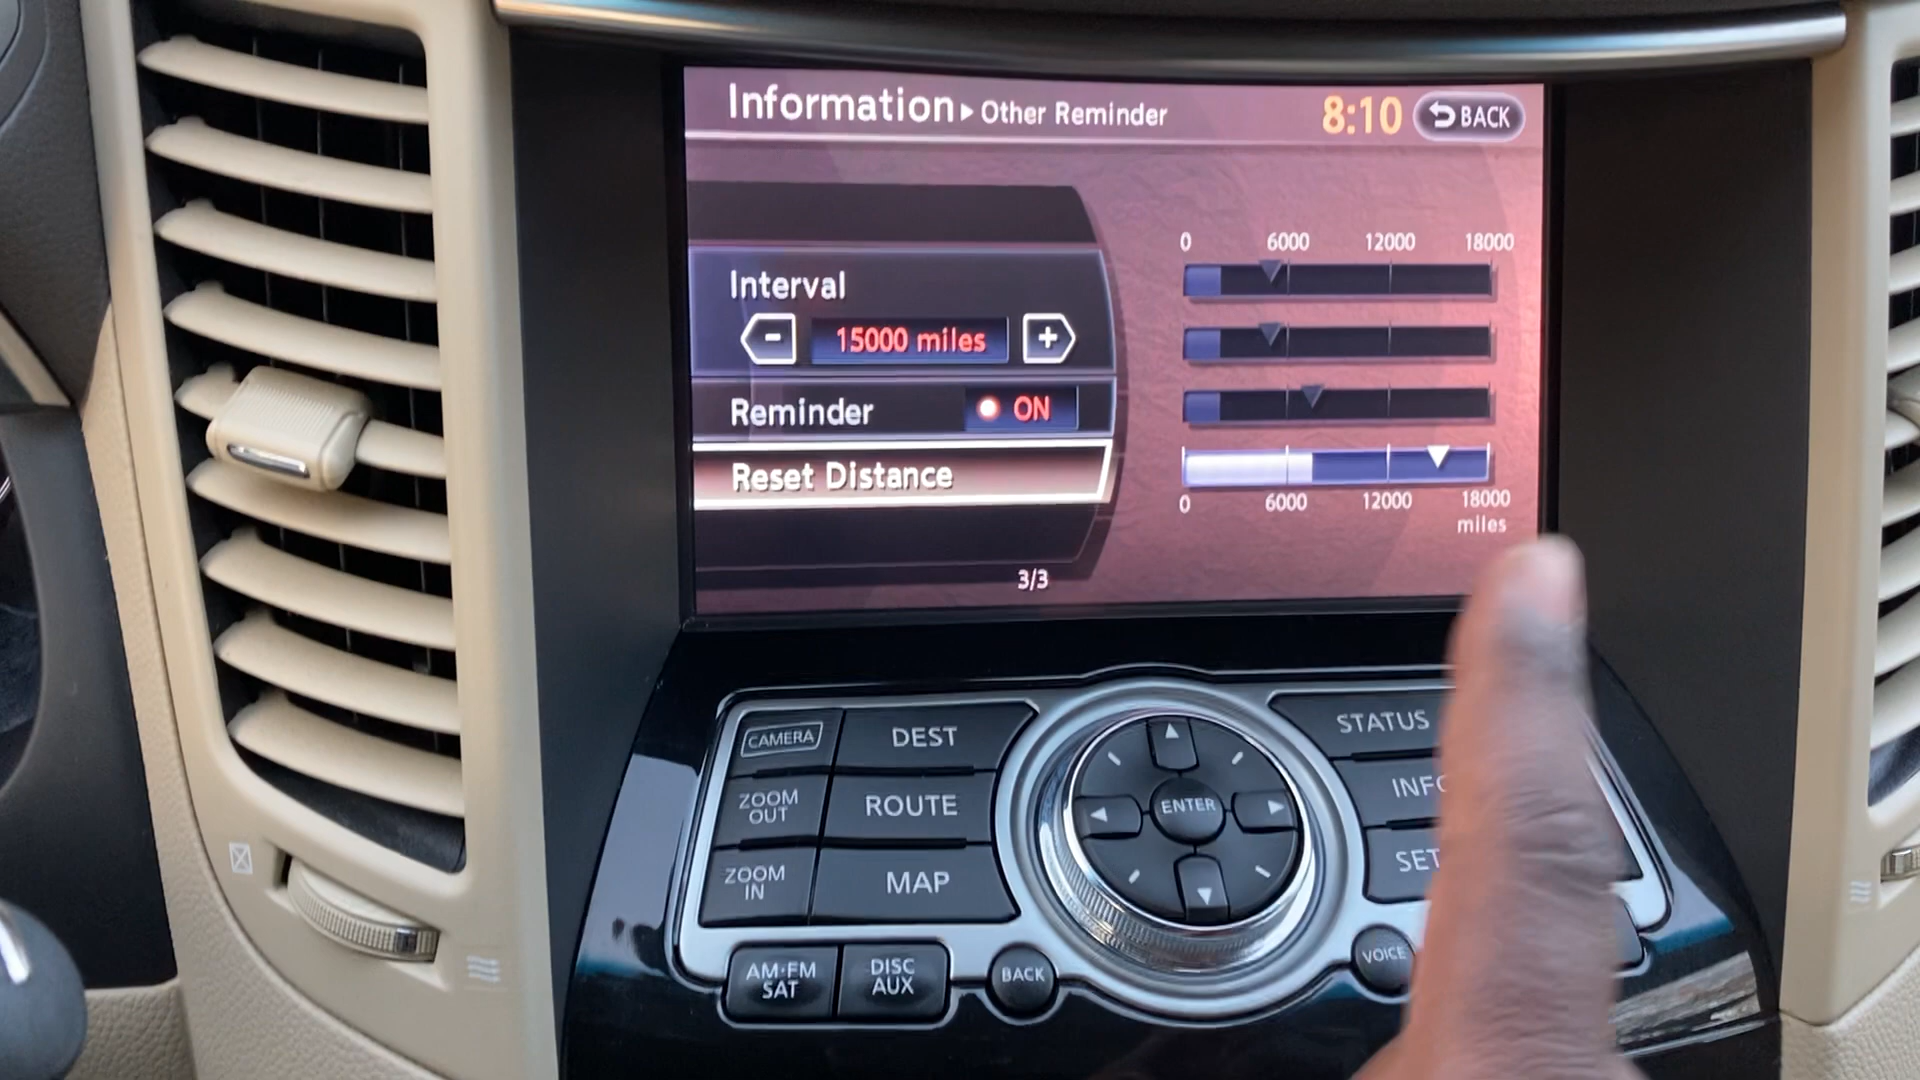 Information ▸ Other Reminder 8:10 BACK
0 6000 12000 18000
Interval
- 15000 miles +
Reminder ON
Reset Distance
0 6000 12000 18000
miles
3/3
CAMERA
DEST
STATUS
ZOOM
OUT
ROUTE
ENTER
INFO
ZOOM
IN
MAP
SET
AM·FM
SAT
DISC
AUX
BACK
VOICE